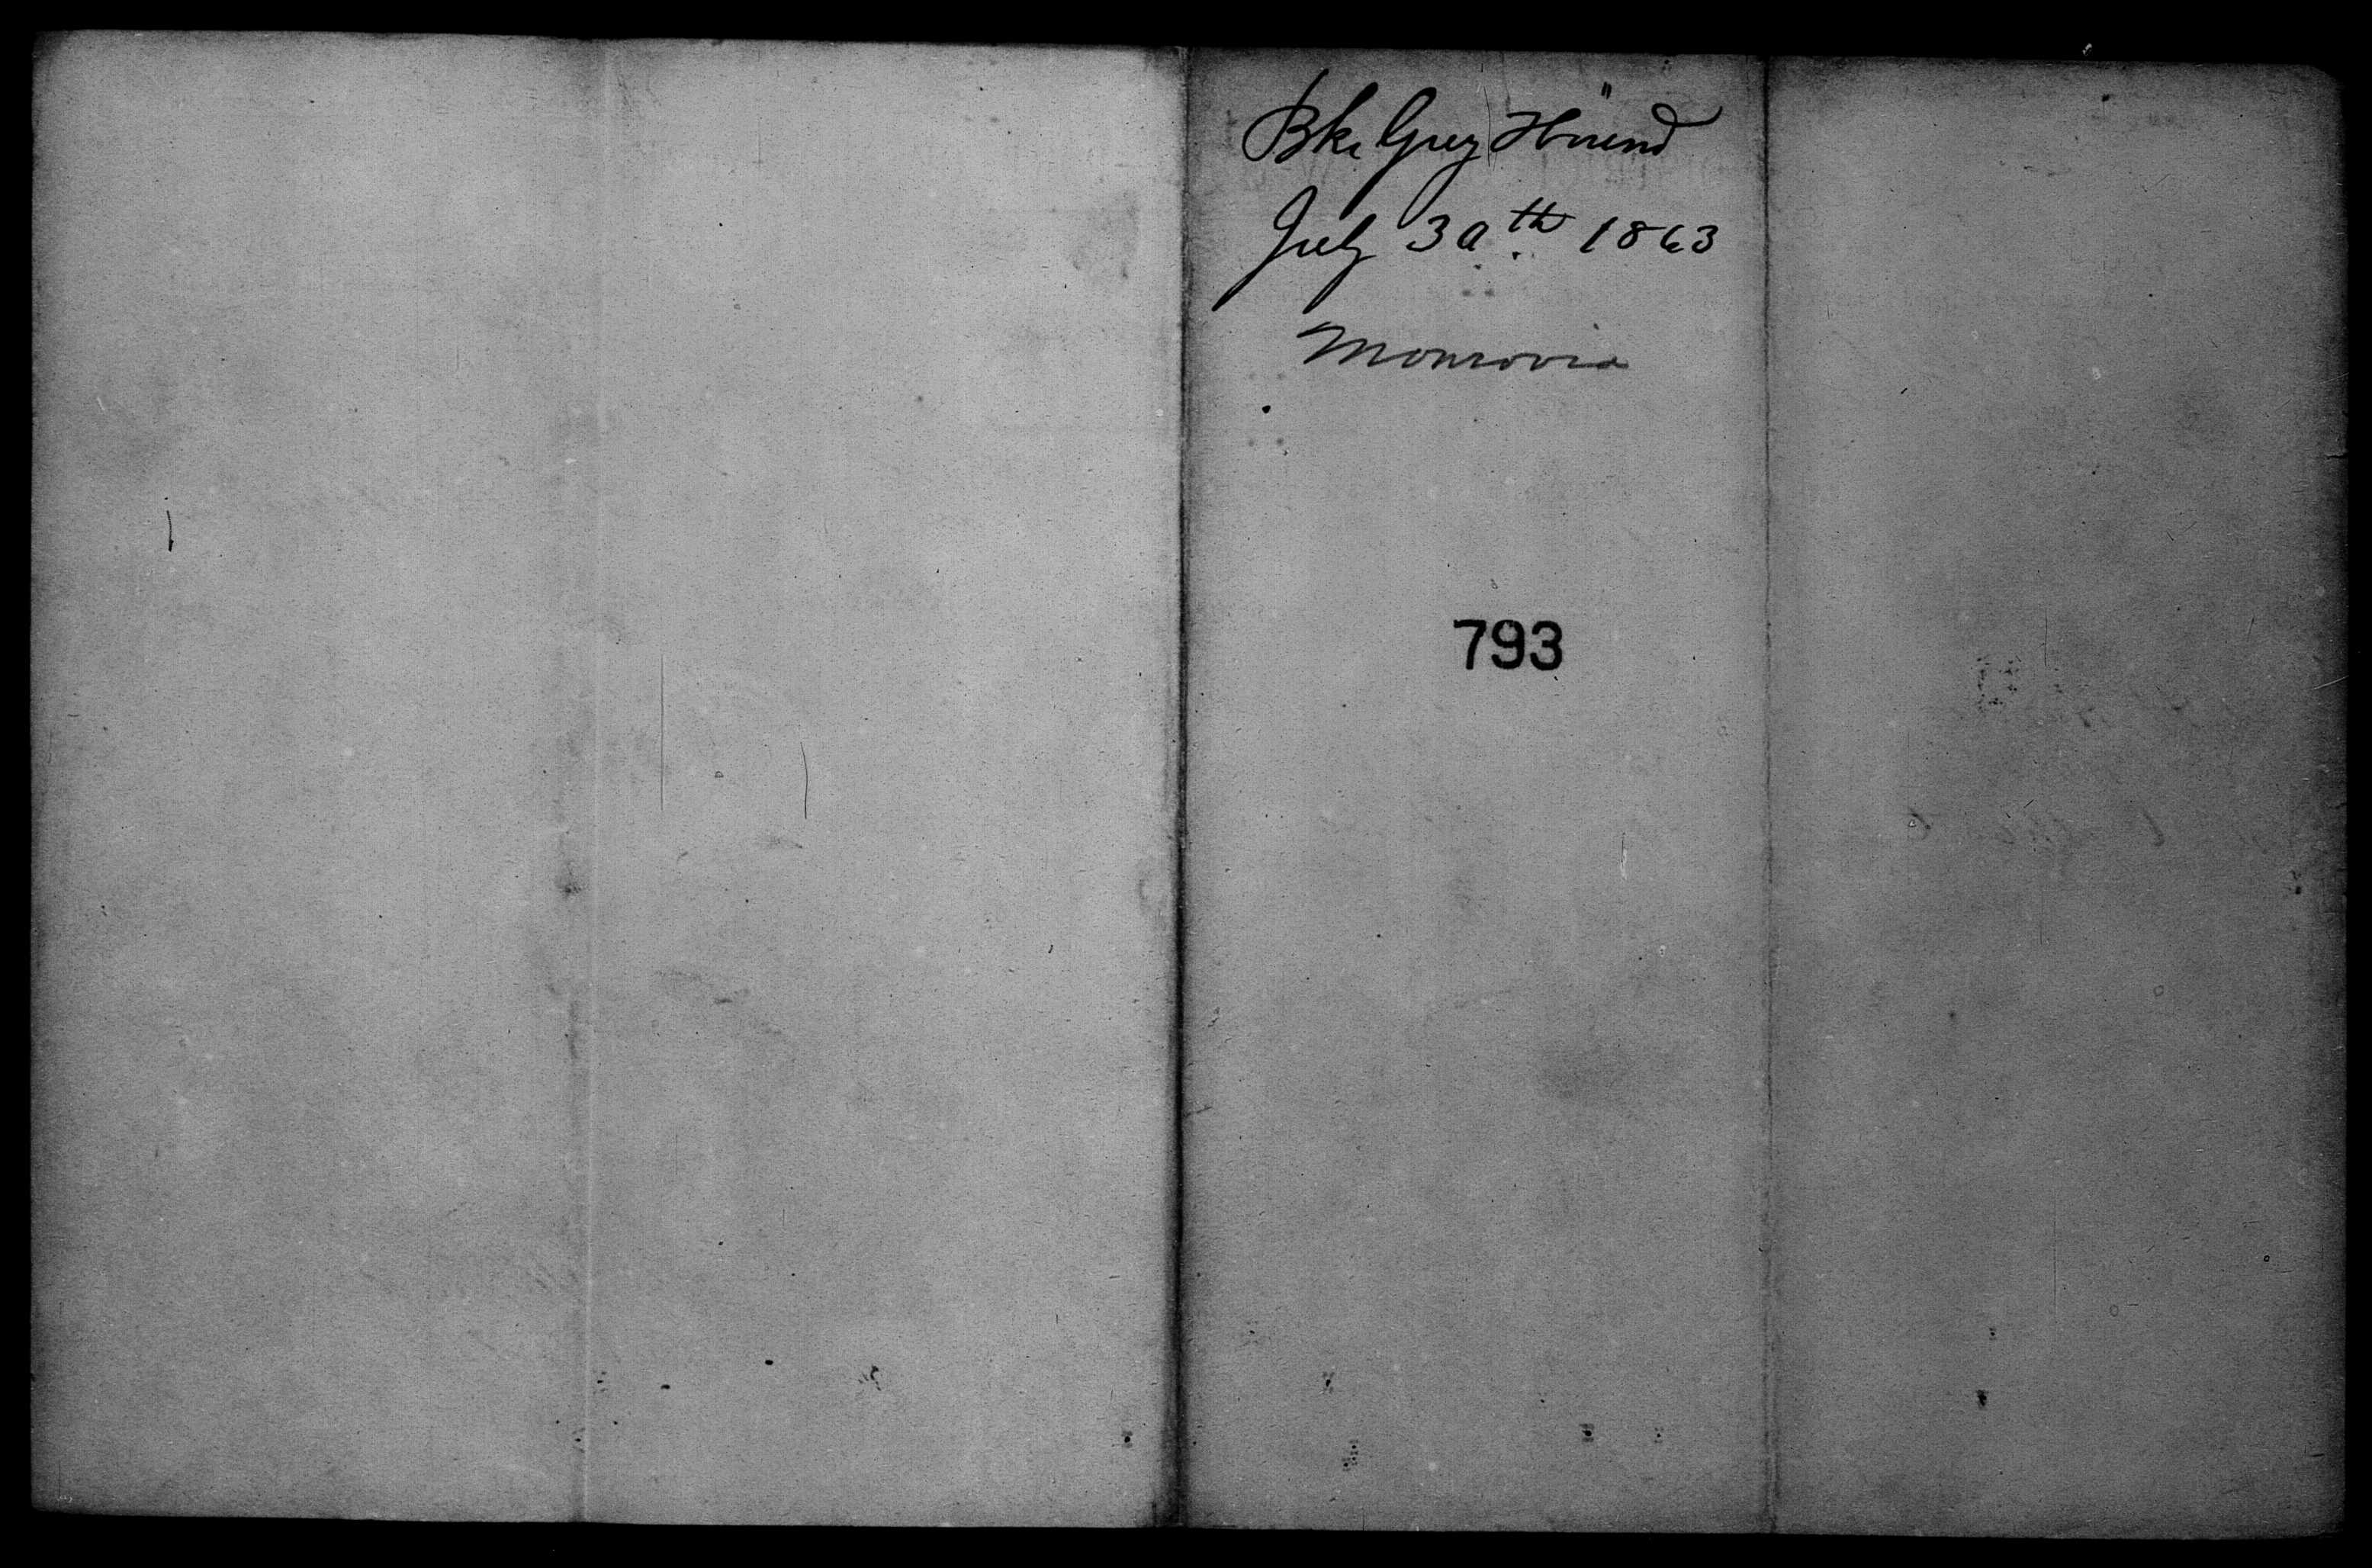 Bk. Grey Hound
July 30th. 1863
Monrovia
793